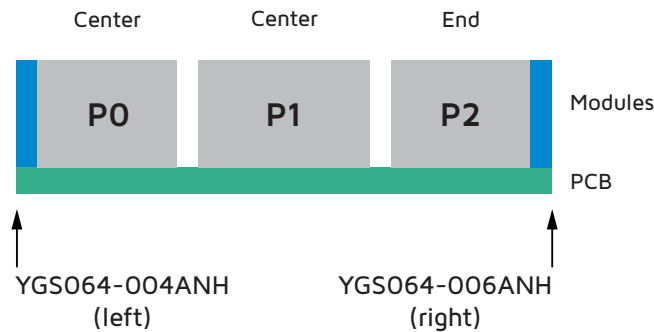 Center Center End
P0 P1 P2
Modules
PCB
YGS064-004ANH YGS064-006ANH
(left) (right)